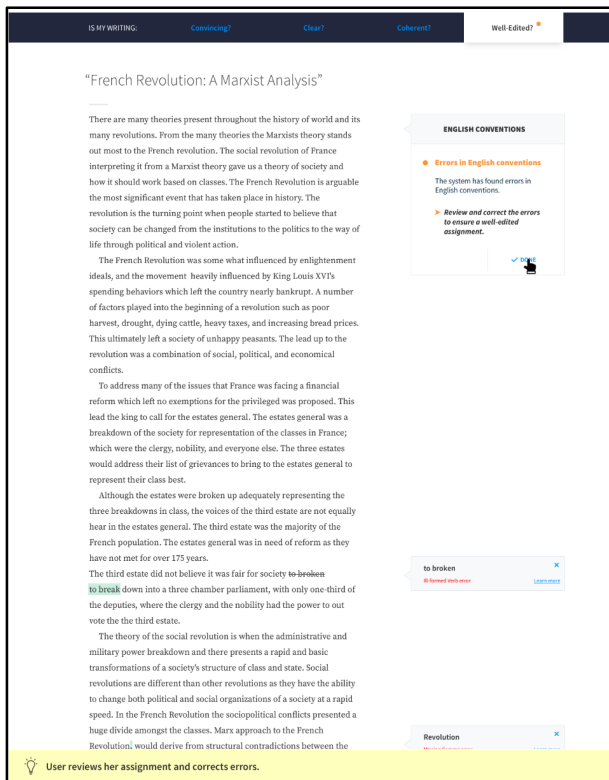 IS MY WRITING:
Convincing?
Clear?
Coherent?
Well-Edited?
“French Revolution: A Marxist Analysis”
There are many theories present throughout the history of world and its
many revolutions. From the many theories the Marxists theory stands
out most to the French revolution. The social revolution of France
interpreting it from a Marxist theory gave us a theory of society and
how it should work based on classes. The French Revolution is arguable
the most significant event that has taken place in history. The
revolution is the turning point when people started to believe that
society can be changed from the institutions to the politics to the way of
life through political and violent action.
The French Revolution was some what influenced by enlightenment
ideals, and the movement heavily influenced by King Louis XVI's
spending behaviors which left the country nearly bankrupt. A number
of factors played into the beginning of a revolution such as poor
harvest, drought, dying cattle, heavy taxes, and increasing bread prices.
This ultimately left a society of unhappy peasants. The lead up to the
revolution was a combination of social, political, and economical
conflicts.
To address many of the issues that France was facing a financial
reform which left no exemptions for the privileged was proposed. This
lead the king to call for the estates general. The estates general was a
breakdown of the society for representation of the classes in France;
which were the clergy, nobility, and everyone else. The three estates
would address their list of grievances to bring to the estates general to
represent their class best.
Although the estates were broken up adequately representing the
three breakdowns in class, the voices of the third estate are not equally
hear in the estates general. The third estate was the majority of the
French population. The estates general was in need of reform as they
have not met for over 175 years.
The third estate did not believe it was fair for society to broken
to break down into a three chamber parliament, with only one-third of
the deputies, where the clergy and the nobility had the power to out
vote the the third estate.
The theory of the social revolution is when the administrative and
military power breakdown and there presents a rapid and basic
transformations of a society's structure of class and state. Social
revolutions are different than other revolutions as they have the ability
to change both political and social organizations of a society at a rapid
speed. In the French Revolution the sociopolitical conflicts presented a
huge divide amongst the classes. Marx approach to the French
Revolution, would derive from structural contradictions between the
ENGLISH CONVENTIONS
Errors in English conventions
The system has found errors in
English conventions.
Review and correct the errors
to ensure a well-edited
assignment.
DONE
to broken
Ill-formed Verb error
Learn more
Revolution
User reviews her assignment and corrects errors.